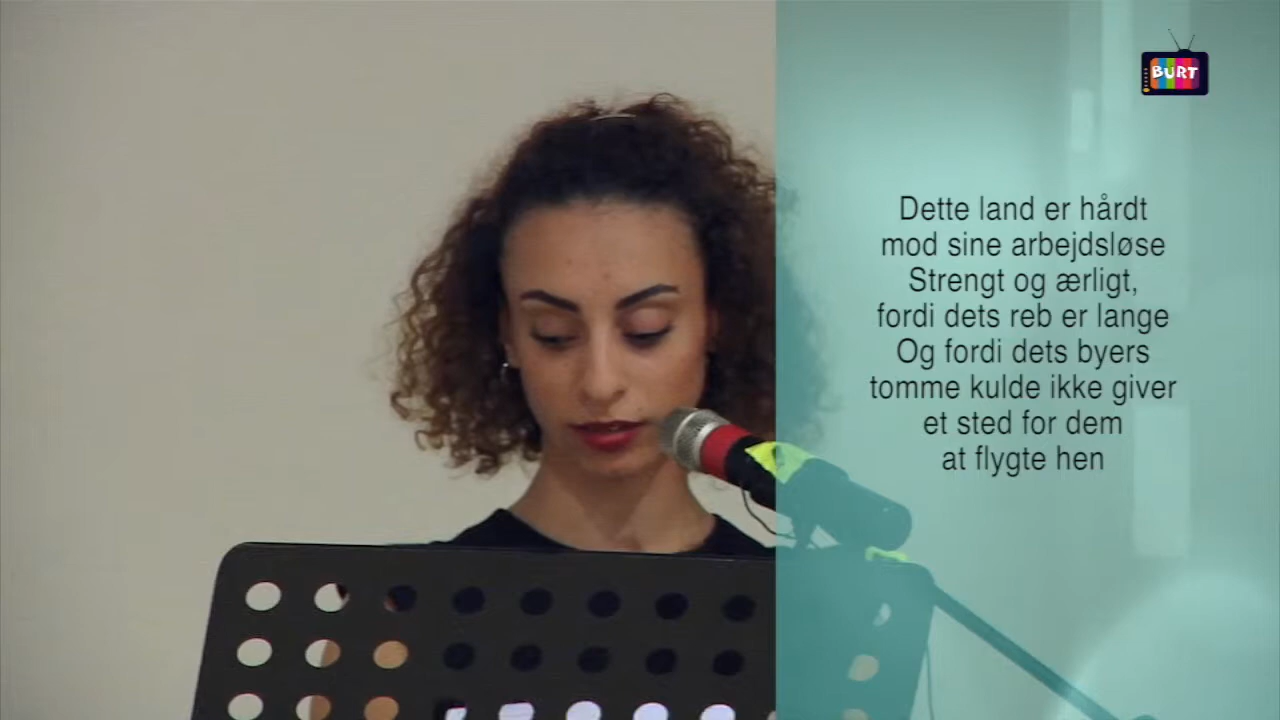 BURT
Dette land er hårdt
mod sine arbejdsløse
Strengt og ærligt,
fordi dets reb er lange
Og fordi dets byers
tomme kulde ikke giver
et sted for dem
at flygte hen